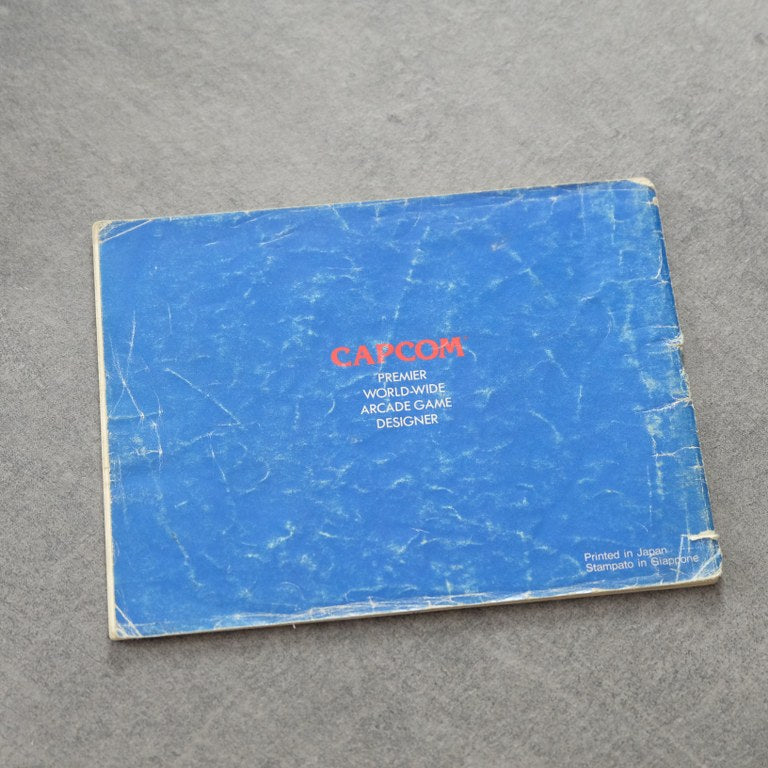 CAPCOM
PREMIER
WORLD-WIDE
ARCADE GAME
DESIGNER
Printed in Japan
Stampato in Giappone